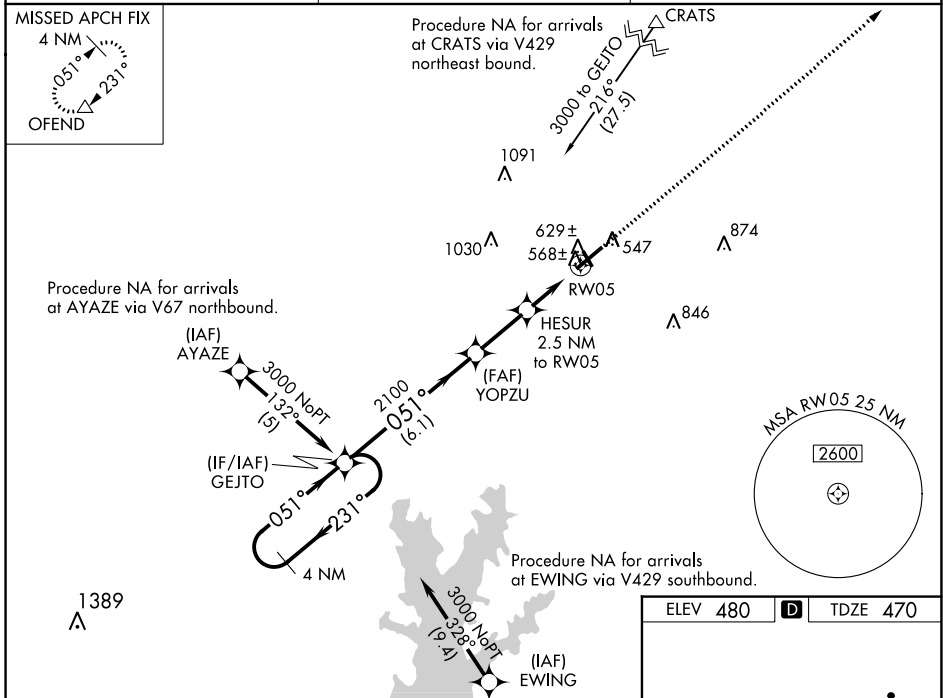 MISSED APCH FIX
4 NM
051°
231°
OFEND
Procedure NA for arrivals
at CRATS via V429
northeast bound.
CRATS
3000 to GEJTO
216°
(27.5)
1091
1030
629±
568±
547
874
RW05
846
Procedure NA for arrivals
at AYAZE via V67 northbound.
(IAF)
AYAZE
3000 NoPT
132°
(5)
HESUR
2.5 NM
to RW05
(FAF)
YOPZU
2100
051°
(6.1)
(IF/IAF)
GEJTO
051°
231°
4 NM
MSA RW05 25 NM
2600
Procedure NA for arrivals
at EWING via V429 southbound.
3000 NoPT
328°
(9.4)
(IAF)
EWING
1389
ELEV 480 D TDZE 470